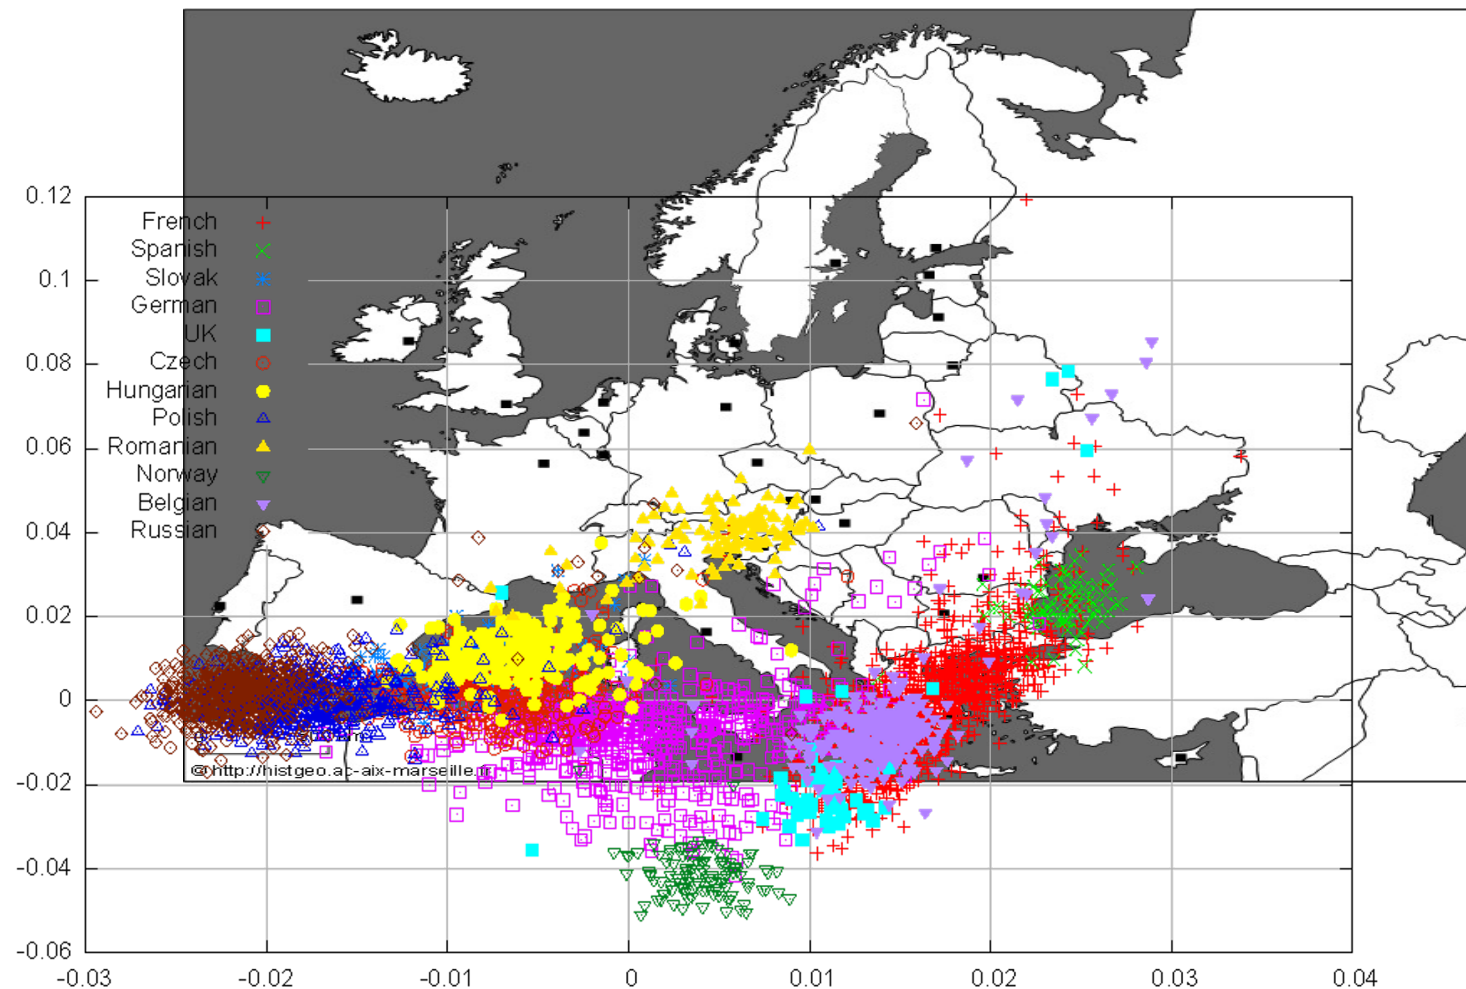 0.12
0.1
0.08
0.06
0.04
0.02
0
-0.02
-0.04
-0.06
French
Spanish
Slovak
German
UK
Czech
Hungarian
Polish
Romanian
Norway
Belgian
Russian
http://histgeo.ac-aix-marseille.fr
-0.03 -0.02 -0.01 0 0.01 0.02 0.03 0.04